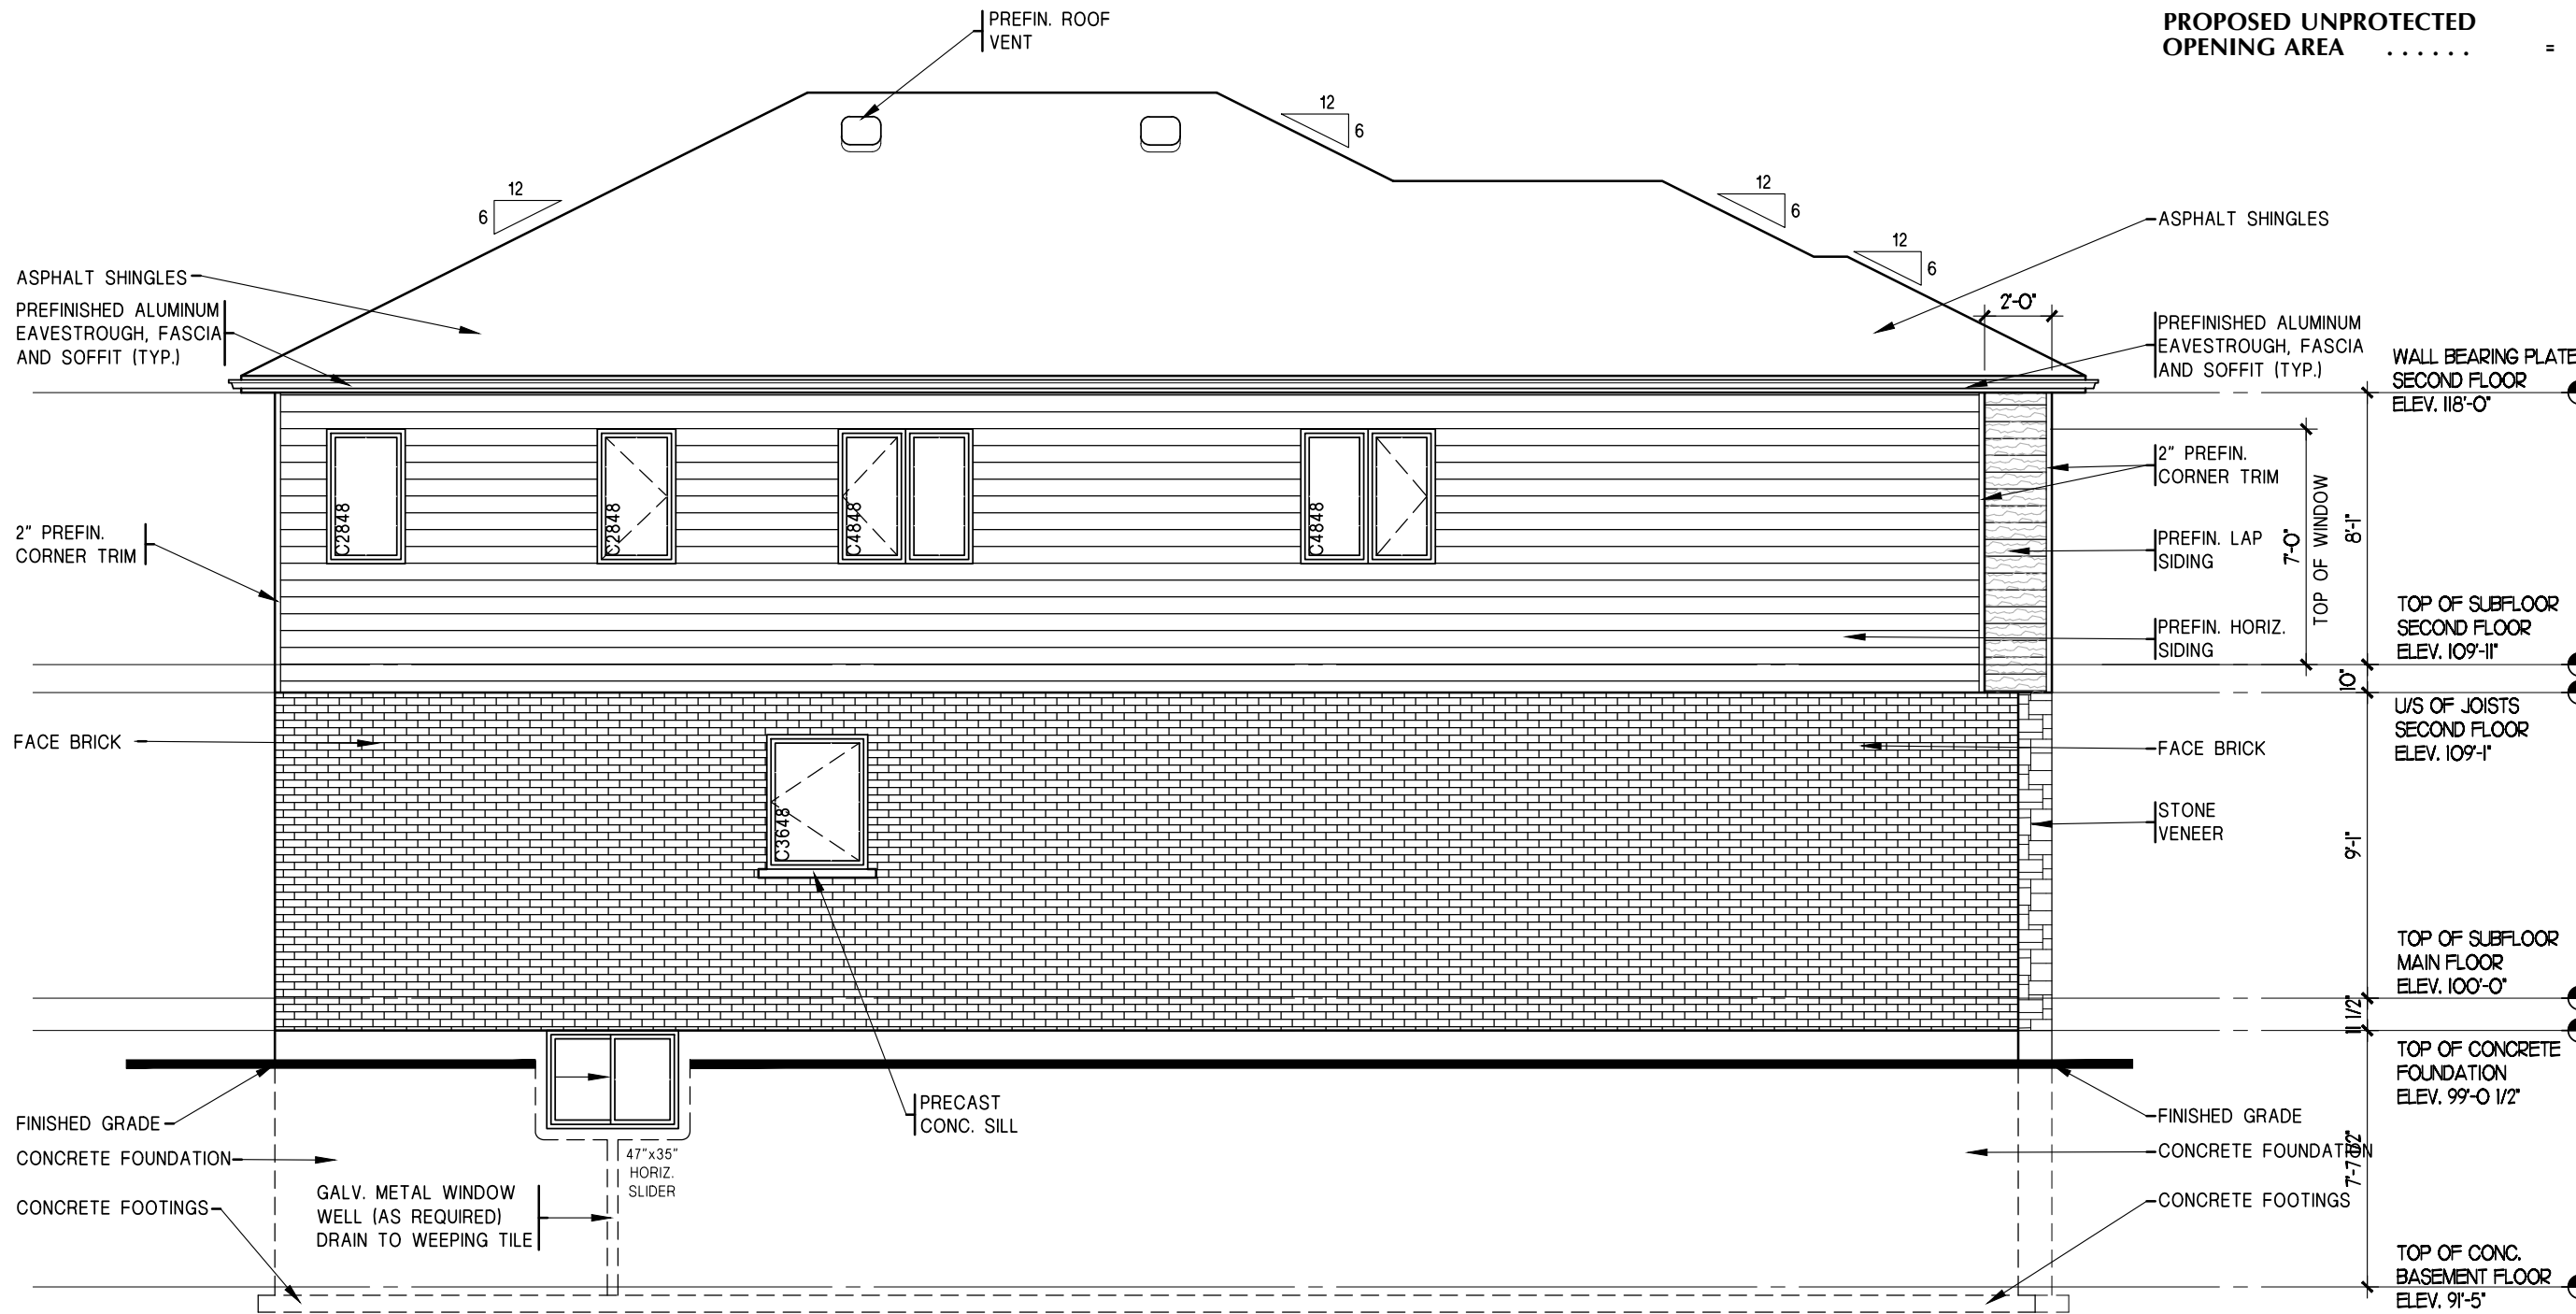 PROPOSED UNPROTECTED
OPENING AREA . . . . . . =
PREFIN. ROOF
VENT
12
6
12
6
12
6
12
6
ASPHALT SHINGLES
PREFINISHED ALUMINUM
EAVESTROUGH, FASCIA
AND SOFFIT (TYP.)
2" PREFIN.
CORNER TRIM
FACE BRICK
FINISHED GRADE
CONCRETE FOUNDATION
CONCRETE FOOTINGS
C2848
C2848
C4848
C4848
C3648
PRECAST
CONC. SILL
47"x35"
HORIZ.
SLIDER
GALV. METAL WINDOW
WELL (AS REQUIRED)
DRAIN TO WEEPING TILE
ASPHALT SHINGLES
2'-0"
PREFINISHED ALUMINUM
EAVESTROUGH, FASCIA
AND SOFFIT (TYP.)
2" PREFIN.
CORNER TRIM
PREFIN. LAP
SIDING
PREFIN. HORIZ.
SIDING
FACE BRICK
STONE
VENEER
FINISHED GRADE
CONCRETE FOUNDATION
CONCRETE FOOTINGS
7'-0"
TOP OF WINDOW
8'-1"
10"
9'-1"
11 1/2"
WALL BEARING PLATE
SECOND FLOOR
ELEV. 118'-0"
TOP OF SUBFLOOR
SECOND FLOOR
ELEV. 109'-11"
U/S OF JOISTS
SECOND FLOOR
ELEV. 109'-1"
TOP OF SUBFLOOR
MAIN FLOOR
ELEV. 100'-0"
TOP OF CONCRETE
FOUNDATION
ELEV. 99'-0 1/2"
TOP OF CONC.
BASEMENT FLOOR
ELEV. 91'-5"